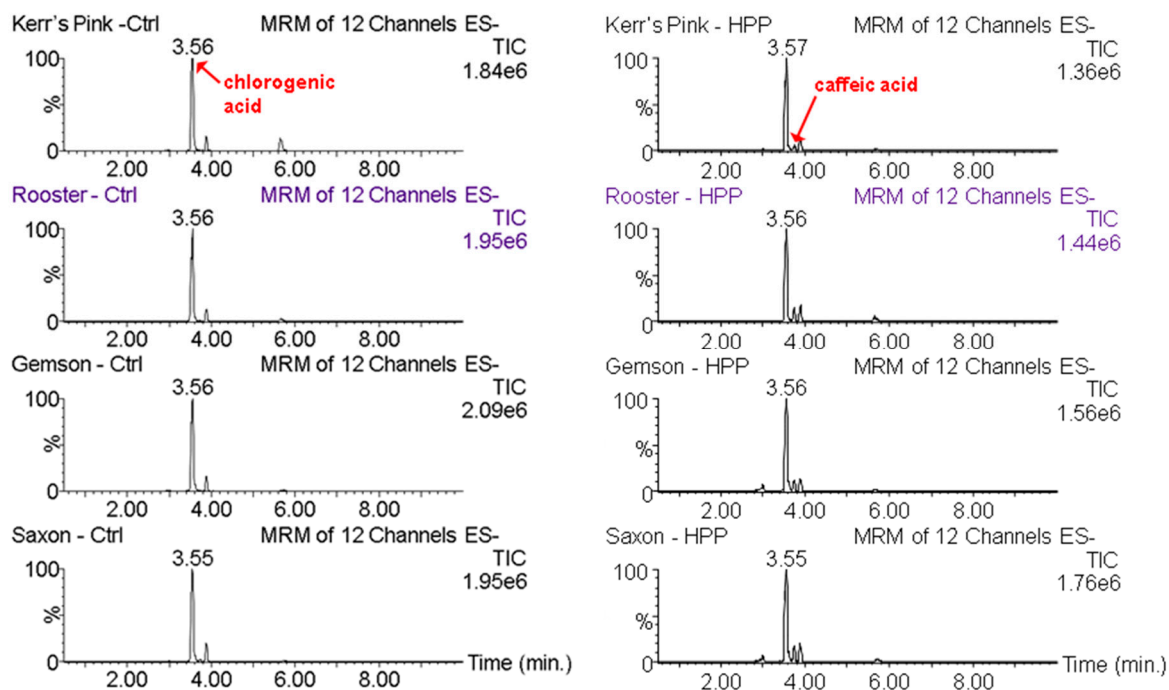 Kerr's Pink -Ctrl MRM of 12 Channels ES-
3.56 TIC
1.84e6
100
%
0
chlorogenic
acid
2.00 4.00 6.00 8.00
Rooster - Ctrl MRM of 12 Channels ES-
3.56 TIC
1.95e6
100
%
0
2.00 4.00 6.00 8.00
Gemson - Ctrl MRM of 12 Channels ES-
3.56 TIC
2.09e6
100
%
0
2.00 4.00 6.00 8.00
Saxon - Ctrl MRM of 12 Channels ES-
3.55 TIC
1.95e6
100
%
0
Time (min.)
2.00 4.00 6.00 8.00
Kerr's Pink - HPP MRM of 12 Channels ES-
3.57 TIC
1.36e6
100
%
0
caffeic acid
2.00 4.00 6.00 8.00
Rooster - HPP MRM of 12 Channels ES-
3.56 TIC
1.44e6
100
%
0
2.00 4.00 6.00 8.00
Gemson - HPP MRM of 12 Channels ES-
3.56 TIC
1.56e6
100
%
0
2.00 4.00 6.00 8.00
Saxon - HPP MRM of 12 Channels ES-
3.55 TIC
1.76e6
100
%
0
Time (min.)
2.00 4.00 6.00 8.00